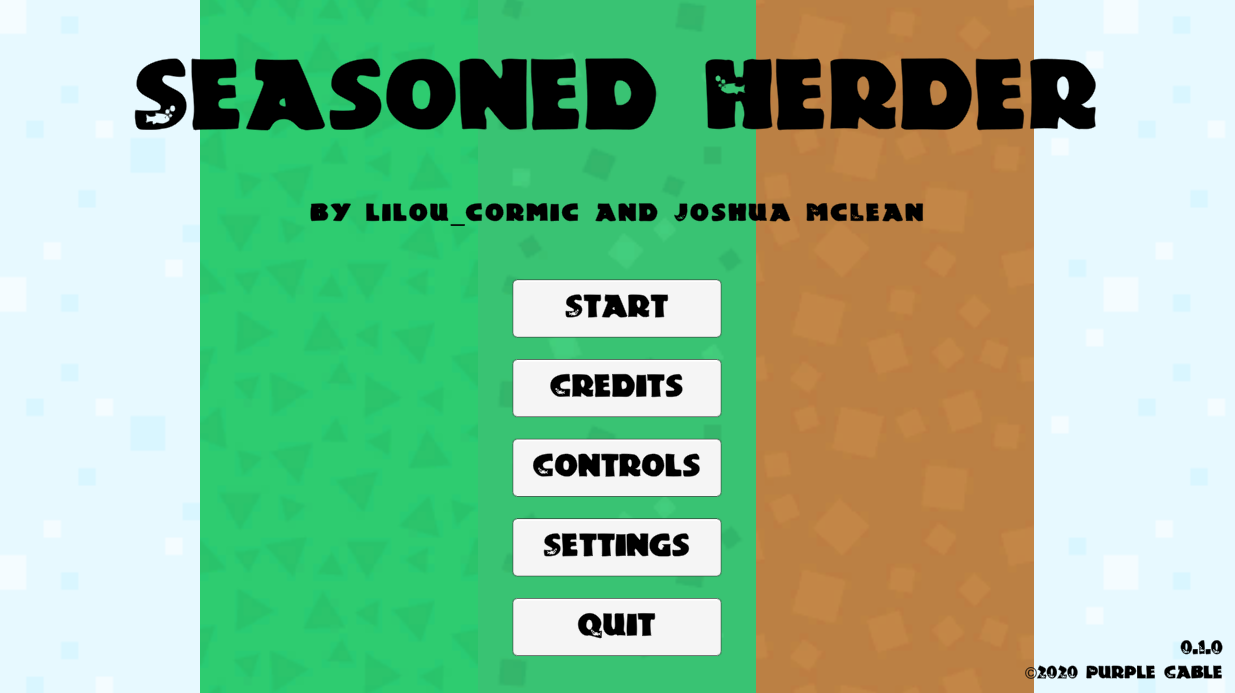 SEASONED HERDER
BY LILOU_CORMIC AND JOSHUA MCLEAN
START
CREDITS
CONTROLS
SETTINGS
QUIT
0.1.0
©2020 PURPLE CABLE